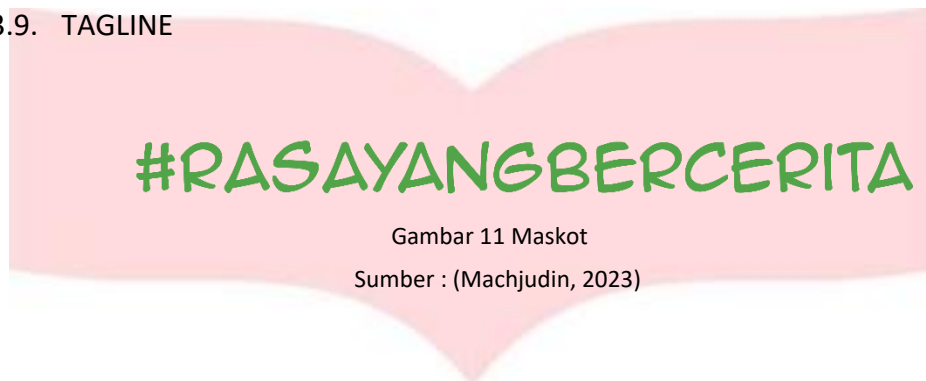 3.9. TAGLINE
#RASAYANGBERCERITA
Gambar 11 Maskot
Sumber : (Machjudin, 2023)